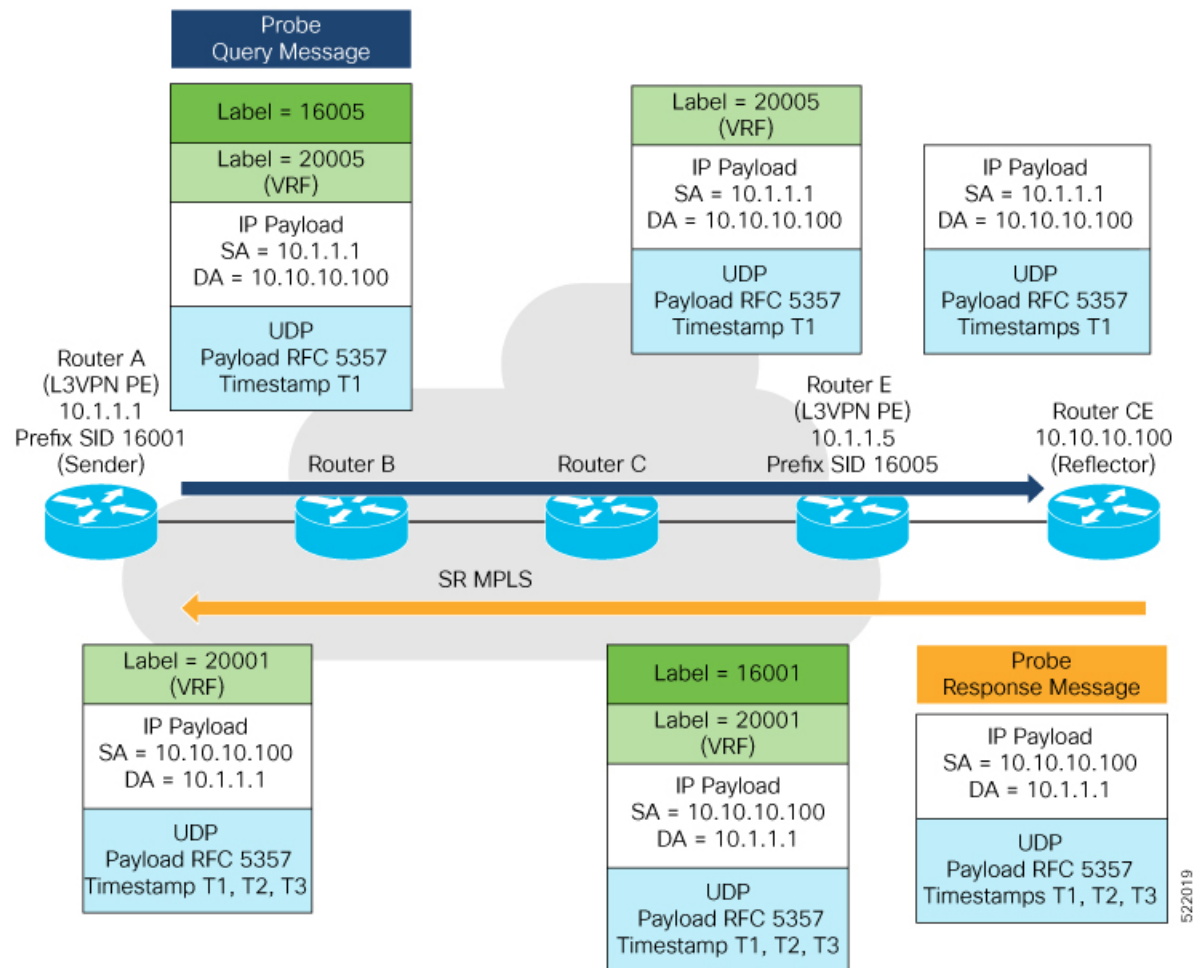 Probe
Query Message
Label = 16005
Label = 20005
(VRF)
IP Payload
SA = 10.1.1.1
DA = 10.10.10.100
UDP
Payload RFC 5357
Timestamp T1
Label = 20005
(VRF)
IP Payload
SA = 10.1.1.1
DA = 10.10.10.100
UDP
Payload RFC 5357
Timestamp T1
IP Payload
SA = 10.1.1.1
DA = 10.10.10.100
UDP
Payload RFC 5357
Timestamps T1
Router A
(L3VPN PE)
10.1.1.1
Prefix SID 16001
(Sender)
Router B
Router C
Router E
(L3VPN PE)
10.1.1.5
Prefix SID 16005
Router CE
10.10.10.100
(Reflector)
SR MPLS
Label = 20001
(VRF)
IP Payload
SA = 10.10.10.100
DA = 10.1.1.1
UDP
Payload RFC 5357
Timestamp T1, T2, T3
Label = 16001
Label = 20001
(VRF)
IP Payload
SA = 10.10.10.100
DA = 10.1.1.1
UDP
Payload RFC 5357
Timestamp T1, T2, T3
Probe
Response Message
IP Payload
SA = 10.10.10.100
DA = 10.1.1.1
UDP
Payload RFC 5357
Timestamps T1, T2, T3
522019